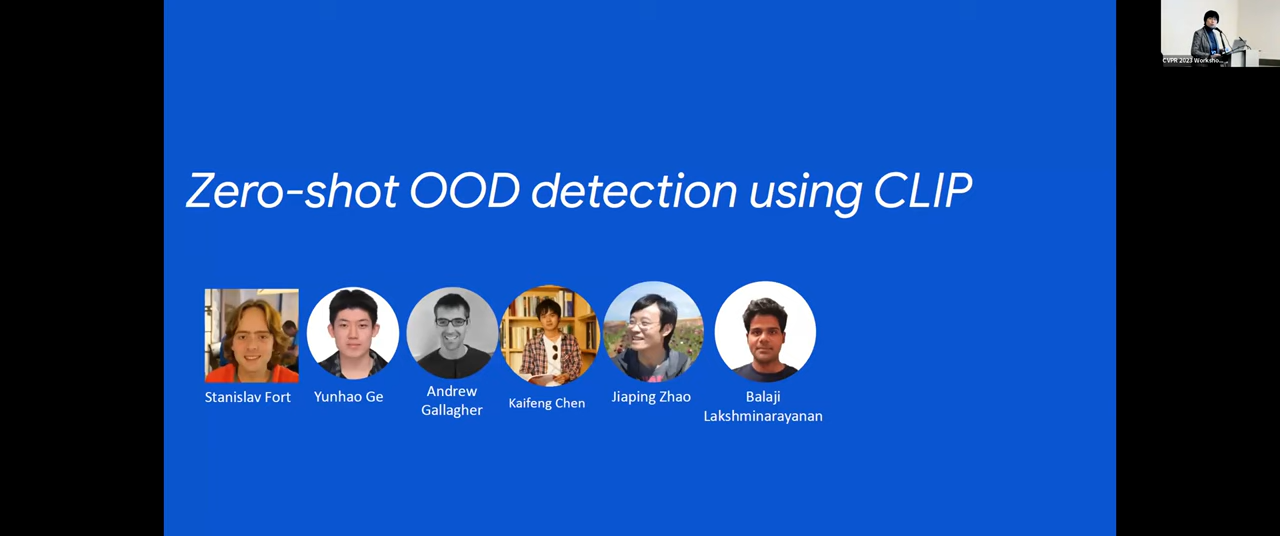 CVPR 2023 Worksho...
Zero-shot OOD detection using CLIP
Stanislav Fort
Yunhao Ge
Andrew
Gallagher
Kaifeng Chen
Jiaping Zhao
Balaji
Lakshminarayanan